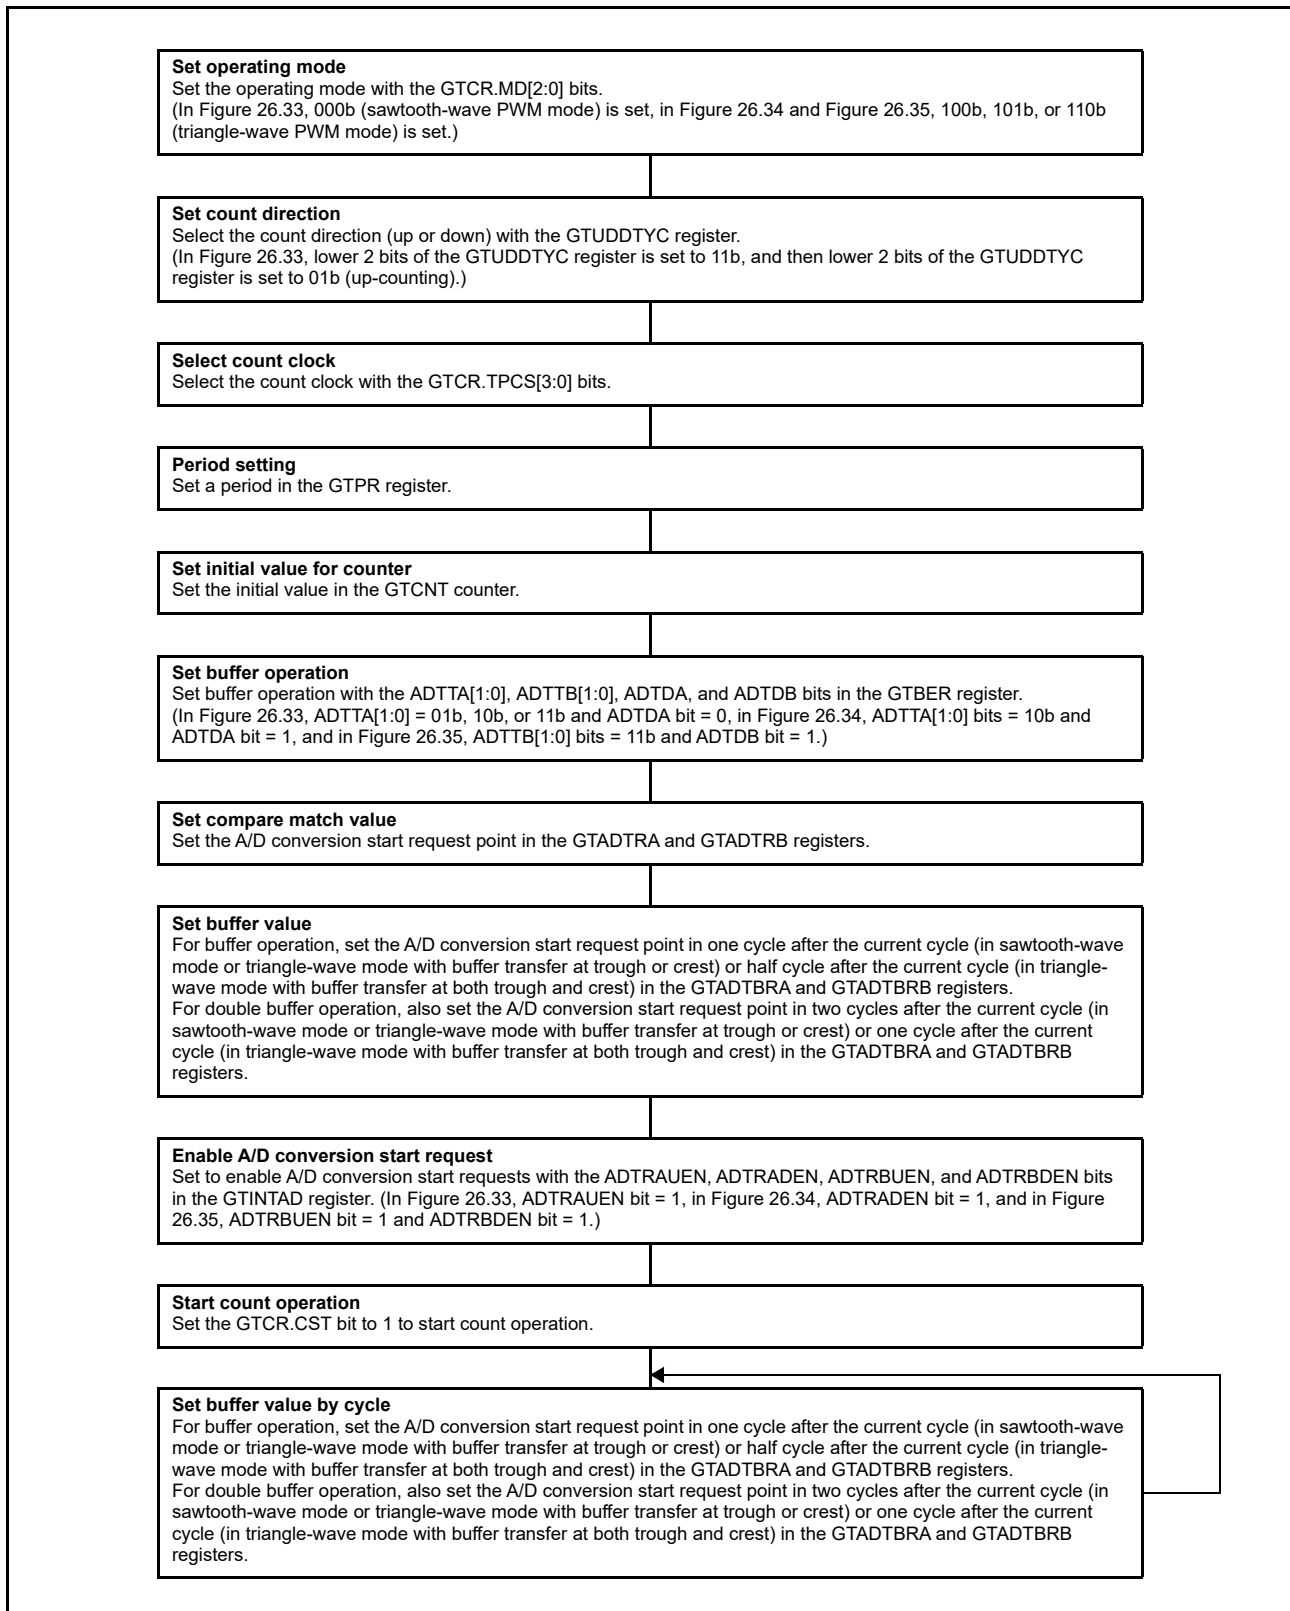 Set operating mode
Set the operating mode with the GTCR.MD[2:0] bits.
(In Figure 26.33, 000b (sawtooth-wave PWM mode) is set, in Figure 26.34 and Figure 26.35, 100b, 101b, or 110b
(triangle-wave PWM mode) is set.)
Set count direction
Select the count direction (up or down) with the GTUDDTYC register.
(In Figure 26.33, lower 2 bits of the GTUDDTYC register is set to 11b, and then lower 2 bits of the GTUDDTYC
register is set to 01b (up-counting).)
Select count clock
Select the count clock with the GTCR.TPCS[3:0] bits.
Period setting
Set a period in the GTPR register.
Set initial value for counter
Set the initial value in the GTCNT counter.
Set buffer operation
Set buffer operation with the ADTTA[1:0], ADTTB[1:0], ADTDA, and ADTDB bits in the GTBER register.
(In Figure 26.33, ADTTA[1:0] = 01b, 10b, or 11b and ADTDA bit = 0, in Figure 26.34, ADTTA[1:0] bits = 10b and
ADTDA bit = 1, and in Figure 26.35, ADTTB[1:0] bits = 11b and ADTDB bit = 1.)
Set compare match value
Set the A/D conversion start request point in the GTADTRA and GTADTRB registers.
Set buffer value
For buffer operation, set the A/D conversion start request point in one cycle after the current cycle (in sawtooth-wave
mode or triangle-wave mode with buffer transfer at trough or crest) or half cycle after the current cycle (in triangle-
wave mode with buffer transfer at both trough and crest) in the GTADTBRA and GTADTBRB registers.
For double buffer operation, also set the A/D conversion start request point in two cycles after the current cycle (in
sawtooth-wave mode or triangle-wave mode with buffer transfer at trough or crest) or one cycle after the current
cycle (in triangle-wave mode with buffer transfer at both trough and crest) in the GTADTBRA and GTADTBRB
registers.
Enable A/D conversion start request
Set to enable A/D conversion start requests with the ADTRAUEN, ADTRADEN, ADTRBUEN, and ADTRBDEN bits
in the GTINTAD register. (In Figure 26.33, ADTRAUEN bit = 1, in Figure 26.34, ADTRADEN bit = 1, and in Figure
26.35, ADTRBUEN bit = 1 and ADTRBDEN bit = 1.)
Start count operation
Set the GTCR.CST bit to 1 to start count operation.
Set buffer value by cycle
For buffer operation, set the A/D conversion start request point in one cycle after the current cycle (in sawtooth-wave
mode or triangle-wave mode with buffer transfer at trough or crest) or half cycle after the current cycle (in triangle-
wave mode with buffer transfer at both trough and crest) in the GTADTBRA and GTADTBRB registers.
For double buffer operation, also set the A/D conversion start request point in two cycles after the current cycle (in
sawtooth-wave mode or triangle-wave mode with buffer transfer at trough or crest) or one cycle after the current
cycle (in triangle-wave mode with buffer transfer at both trough and crest) in the GTADTBRA and GTADTBRB
registers.